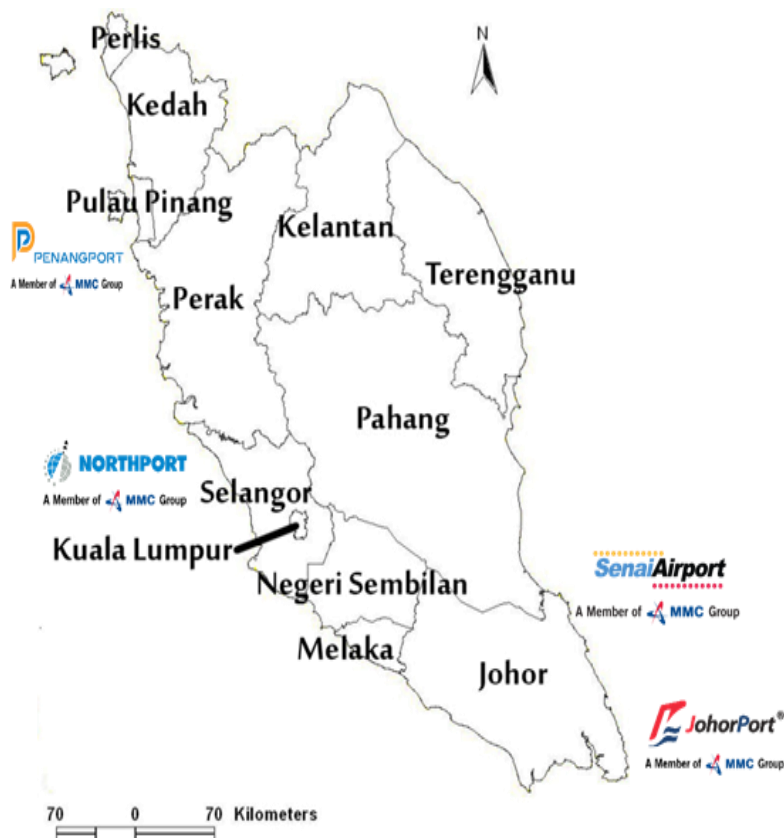 Perlis
N
Kedah
Pulau Pinang
Kelantan
PENANGPORT
A Member of MMC Group
Terengganu
Perak
Pahang
NORTHPORT
A Member of MMC Group
Selangor
Kuala Lumpur
SenaiAirport
Negeri Sembilan
A Member of MMC Group
Melaka
Johor
JohorPort®
A Member of MMC Group
70 0 70 Kilometers